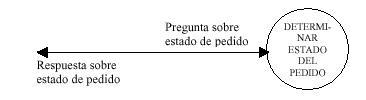 Pregunta sobre
estado de pedido
Respuesta sobre
estado de pedido
DETERMI-
NAR
ESTADO
DEL
PEDIDO